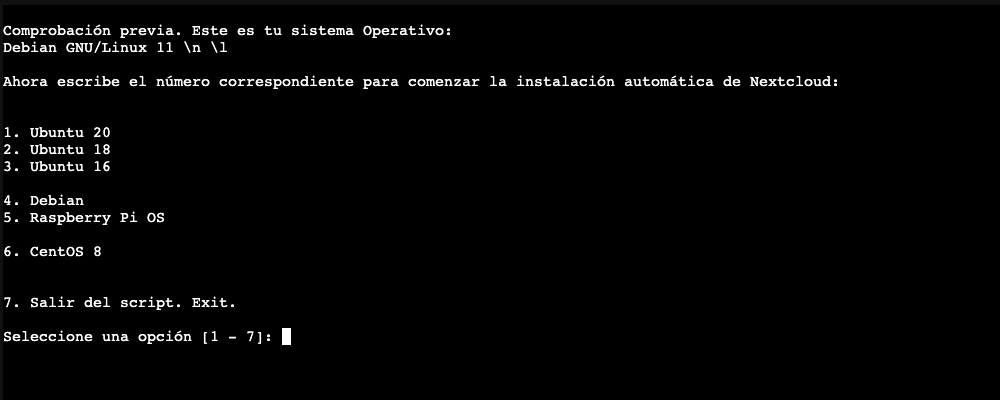 Comprobación previa. Este es tu sistema Operativo:
Debian GNU/Linux 11 \n \l
Ahora escribe el número correspondiente para comenzar la instalación automática de Nextcloud:
1. Ubuntu 20
2. Ubuntu 18
3. Ubuntu 16
4. Debian
5. Raspberry Pi OS
6. CentOS 8
7. Salir del script. Exit.
Seleccione una opción [1 - 7]: